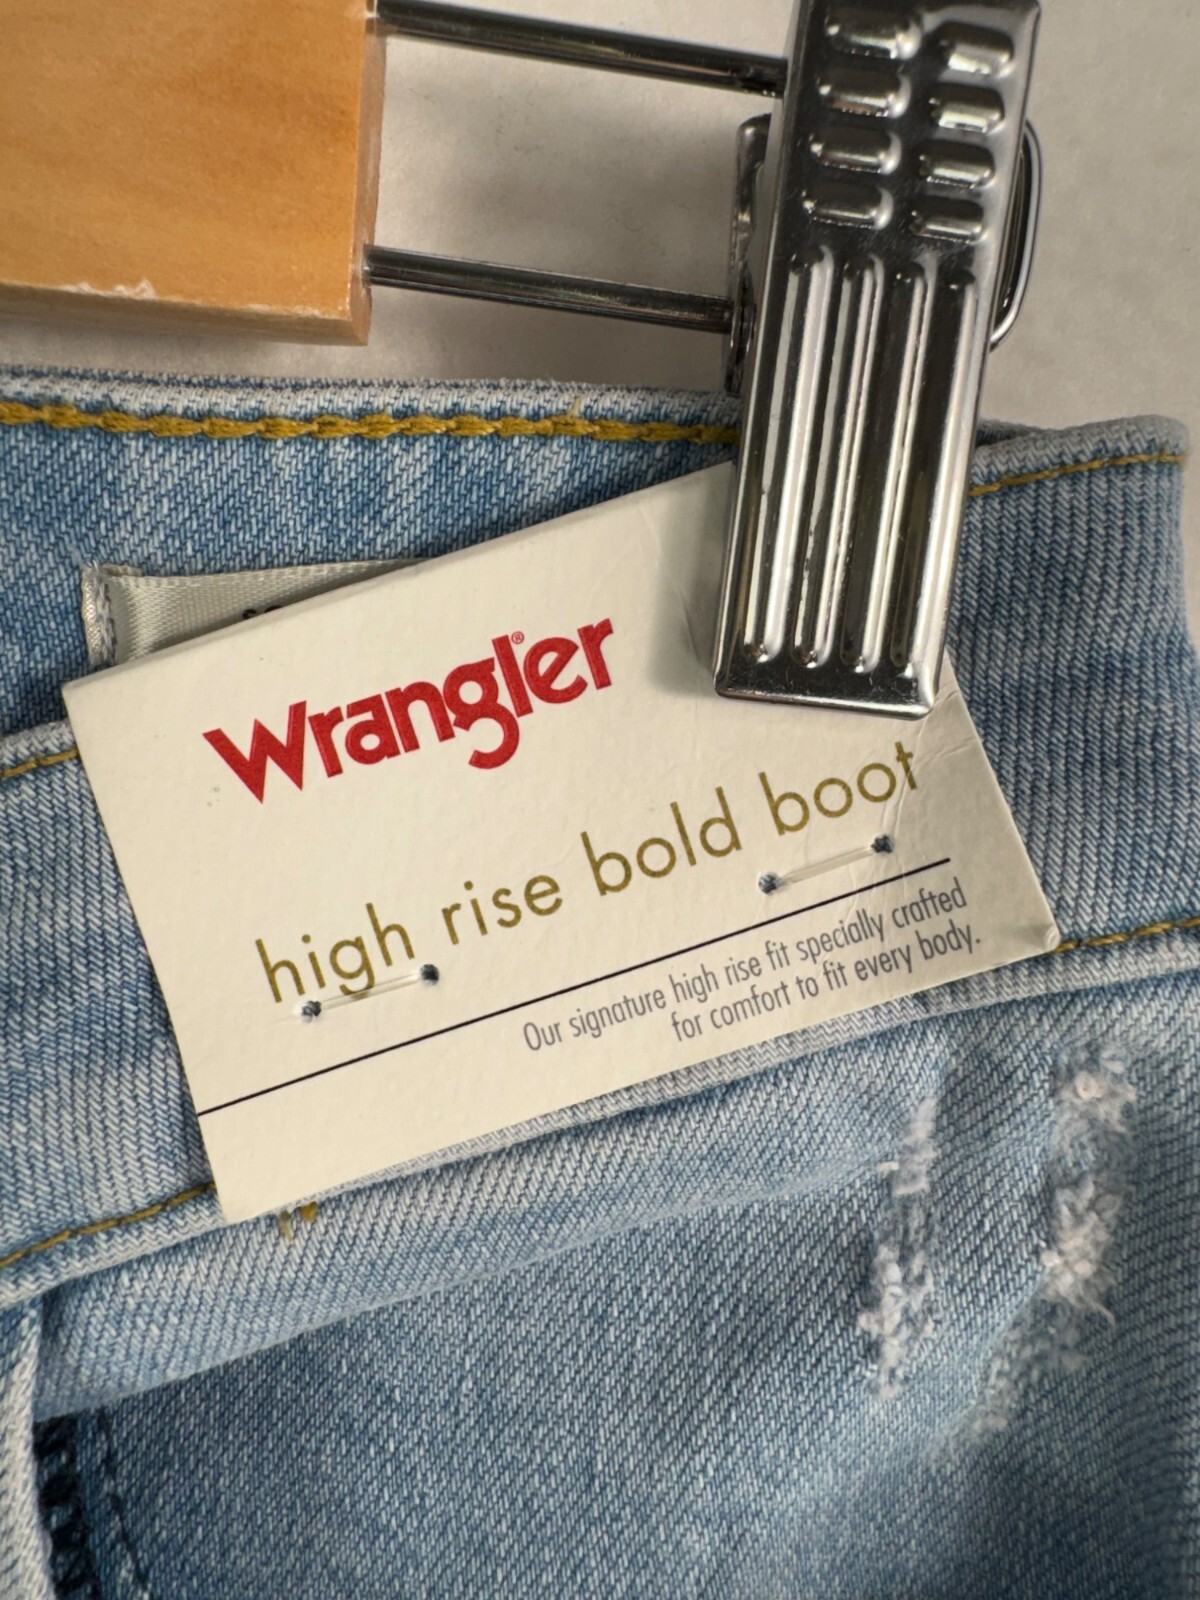 Wrangler®
high rise bold boot
Our signature high rise fit specially crafted
for comfort to fit every body.